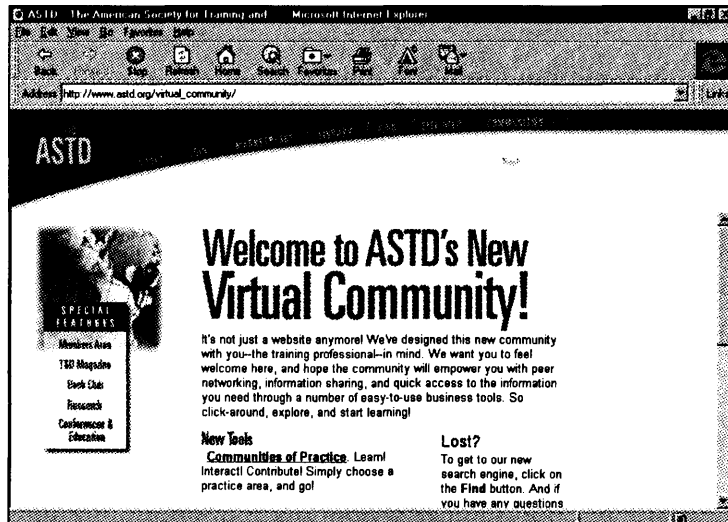 ASTD - The American Society for Training and Microsoft Internet Explorer
File Edit View Go Favorites Help
Back Stop Refresh Home Search Favorites Print Font Mail
Address http://www.astd.org/virtual_community/ Links
ASTD
Welcome to ASTD's New
Virtual Community!
SPECIAL
FEATURES
Members Area
T&D Magazine
Book Club
Research
Conferences &
Education
It's not just a website anymore! We've designed this new community
with you--the training professional--in mind. We want you to feel
welcome here, and hope the community will empower you with peer
networking, information sharing, and quick access to the information
you need through a number of easy-to-use business tools. So
click-around, explore, and start learning!
New Tools
Communities of Practice. Learn!
Interact! Contribute! Simply choose a
practice area, and go!
Lost?
To get to our new
search engine, click on
the Find button. And if
you have any questions